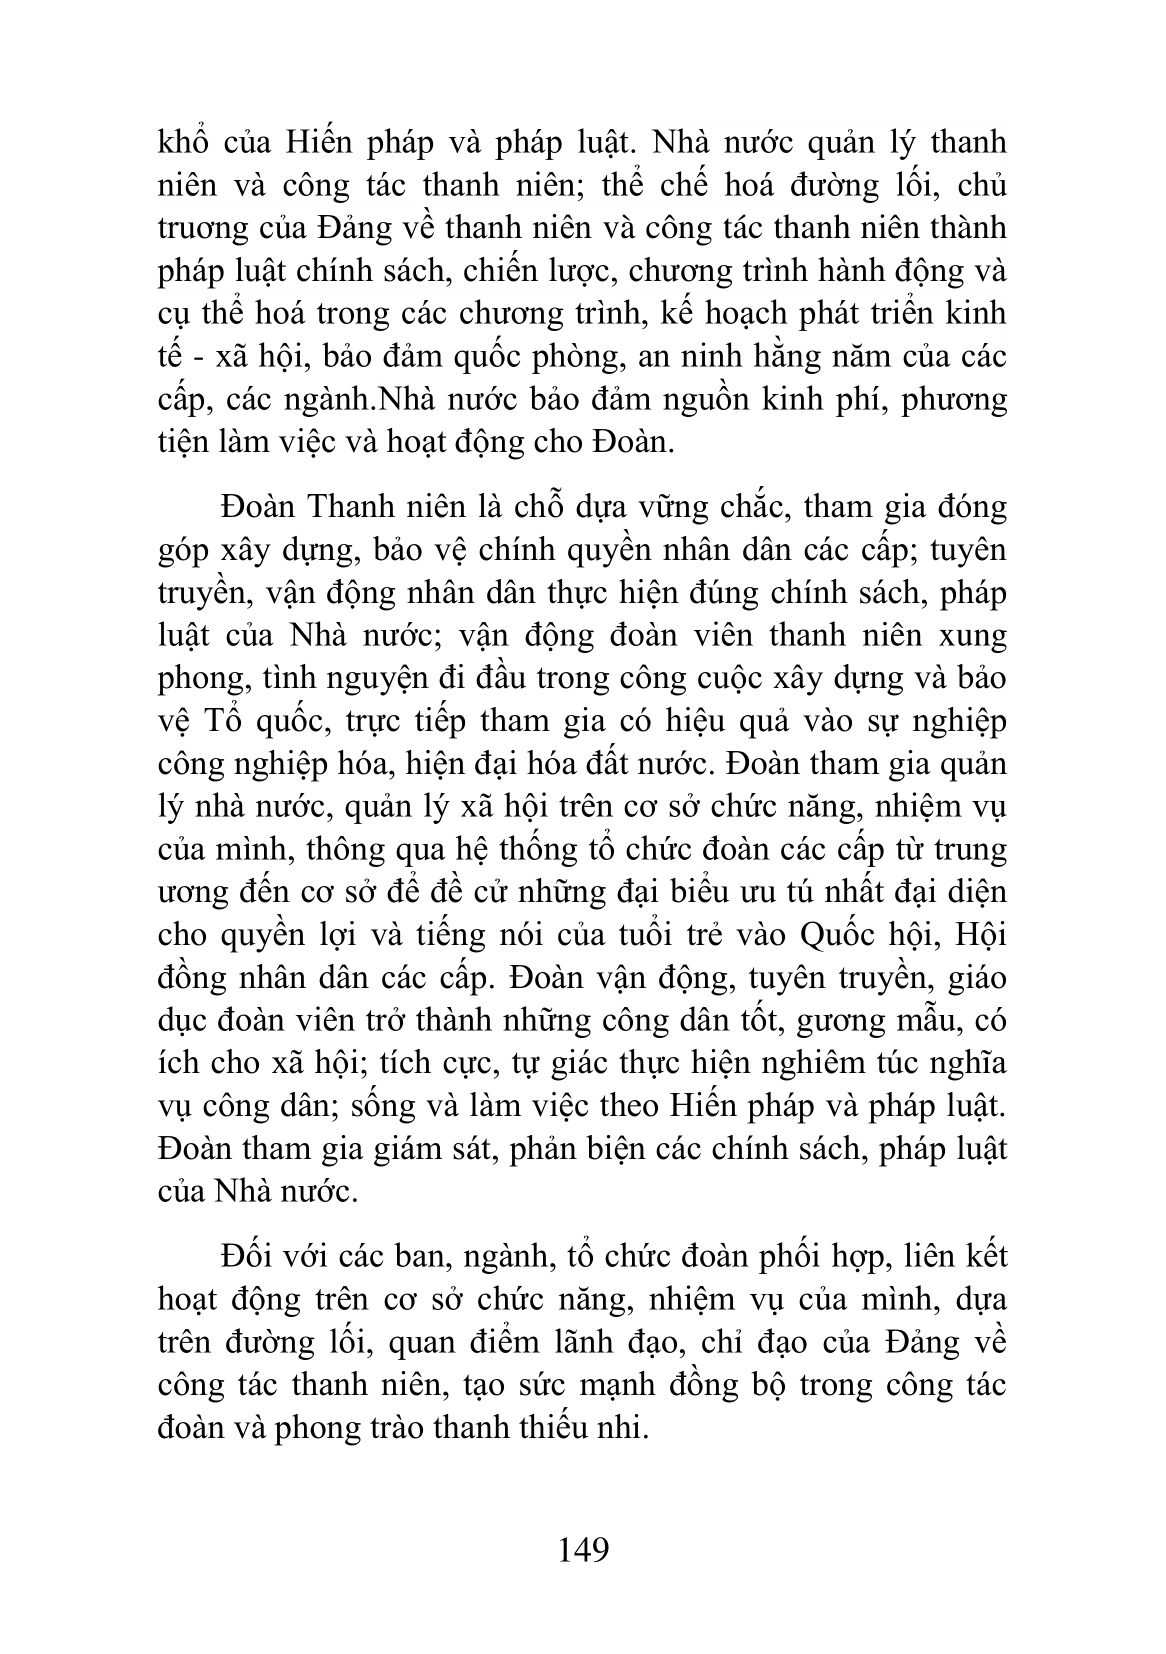 khổ của Hiến pháp và pháp luật. Nhà nước quản lý thanh
niên và công tác thanh niên; thể chế hoá đường lối, chủ
truơng của Đảng về thanh niên và công tác thanh niên thành
pháp luật chính sách, chiến lược, chương trình hành động và
cụ thể hoá trong các chương trình, kế hoạch phát triển kinh
tế - xã hội, bảo đảm quốc phòng, an ninh hằng năm của các
cấp, các ngành.Nhà nước bảo đảm nguồn kinh phí, phương
tiện làm việc và hoạt động cho Đoàn.
Đoàn Thanh niên là chỗ dựa vững chắc, tham gia đóng
góp xây dựng, bảo vệ chính quyền nhân dân các cấp; tuyên
truyền, vận động nhân dân thực hiện đúng chính sách, pháp
luật của Nhà nước; vận động đoàn viên thanh niên xung
phong, tình nguyện đi đầu trong công cuộc xây dựng và bảo
vệ Tổ quốc, trực tiếp tham gia có hiệu quả vào sự nghiệp
công nghiệp hóa, hiện đại hóa đất nước. Đoàn tham gia quản
lý nhà nước, quản lý xã hội trên cơ sở chức năng, nhiệm vụ
của mình, thông qua hệ thống tổ chức đoàn các cấp từ trung
ương đến cơ sở để đề cử những đại biểu ưu tú nhất đại diện
cho quyền lợi và tiếng nói của tuổi trẻ vào Quốc hội, Hội
đồng nhân dân các cấp. Đoàn vận động, tuyên truyền, giáo
dục đoàn viên trở thành những công dân tốt, gương mẫu, có
ích cho xã hội; tích cực, tự giác thực hiện nghiêm túc nghĩa
vụ công dân; sống và làm việc theo Hiến pháp và pháp luật.
Đoàn tham gia giám sát, phản biện các chính sách, pháp luật
của Nhà nước.
Đối với các ban, ngành, tổ chức đoàn phối hợp, liên kết
hoạt động trên cơ sở chức năng, nhiệm vụ của mình, dựa
trên đường lối, quan điểm lãnh đạo, chỉ đạo của Đảng về
công tác thanh niên, tạo sức mạnh đồng bộ trong công tác
đoàn và phong trào thanh thiếu nhi.
149